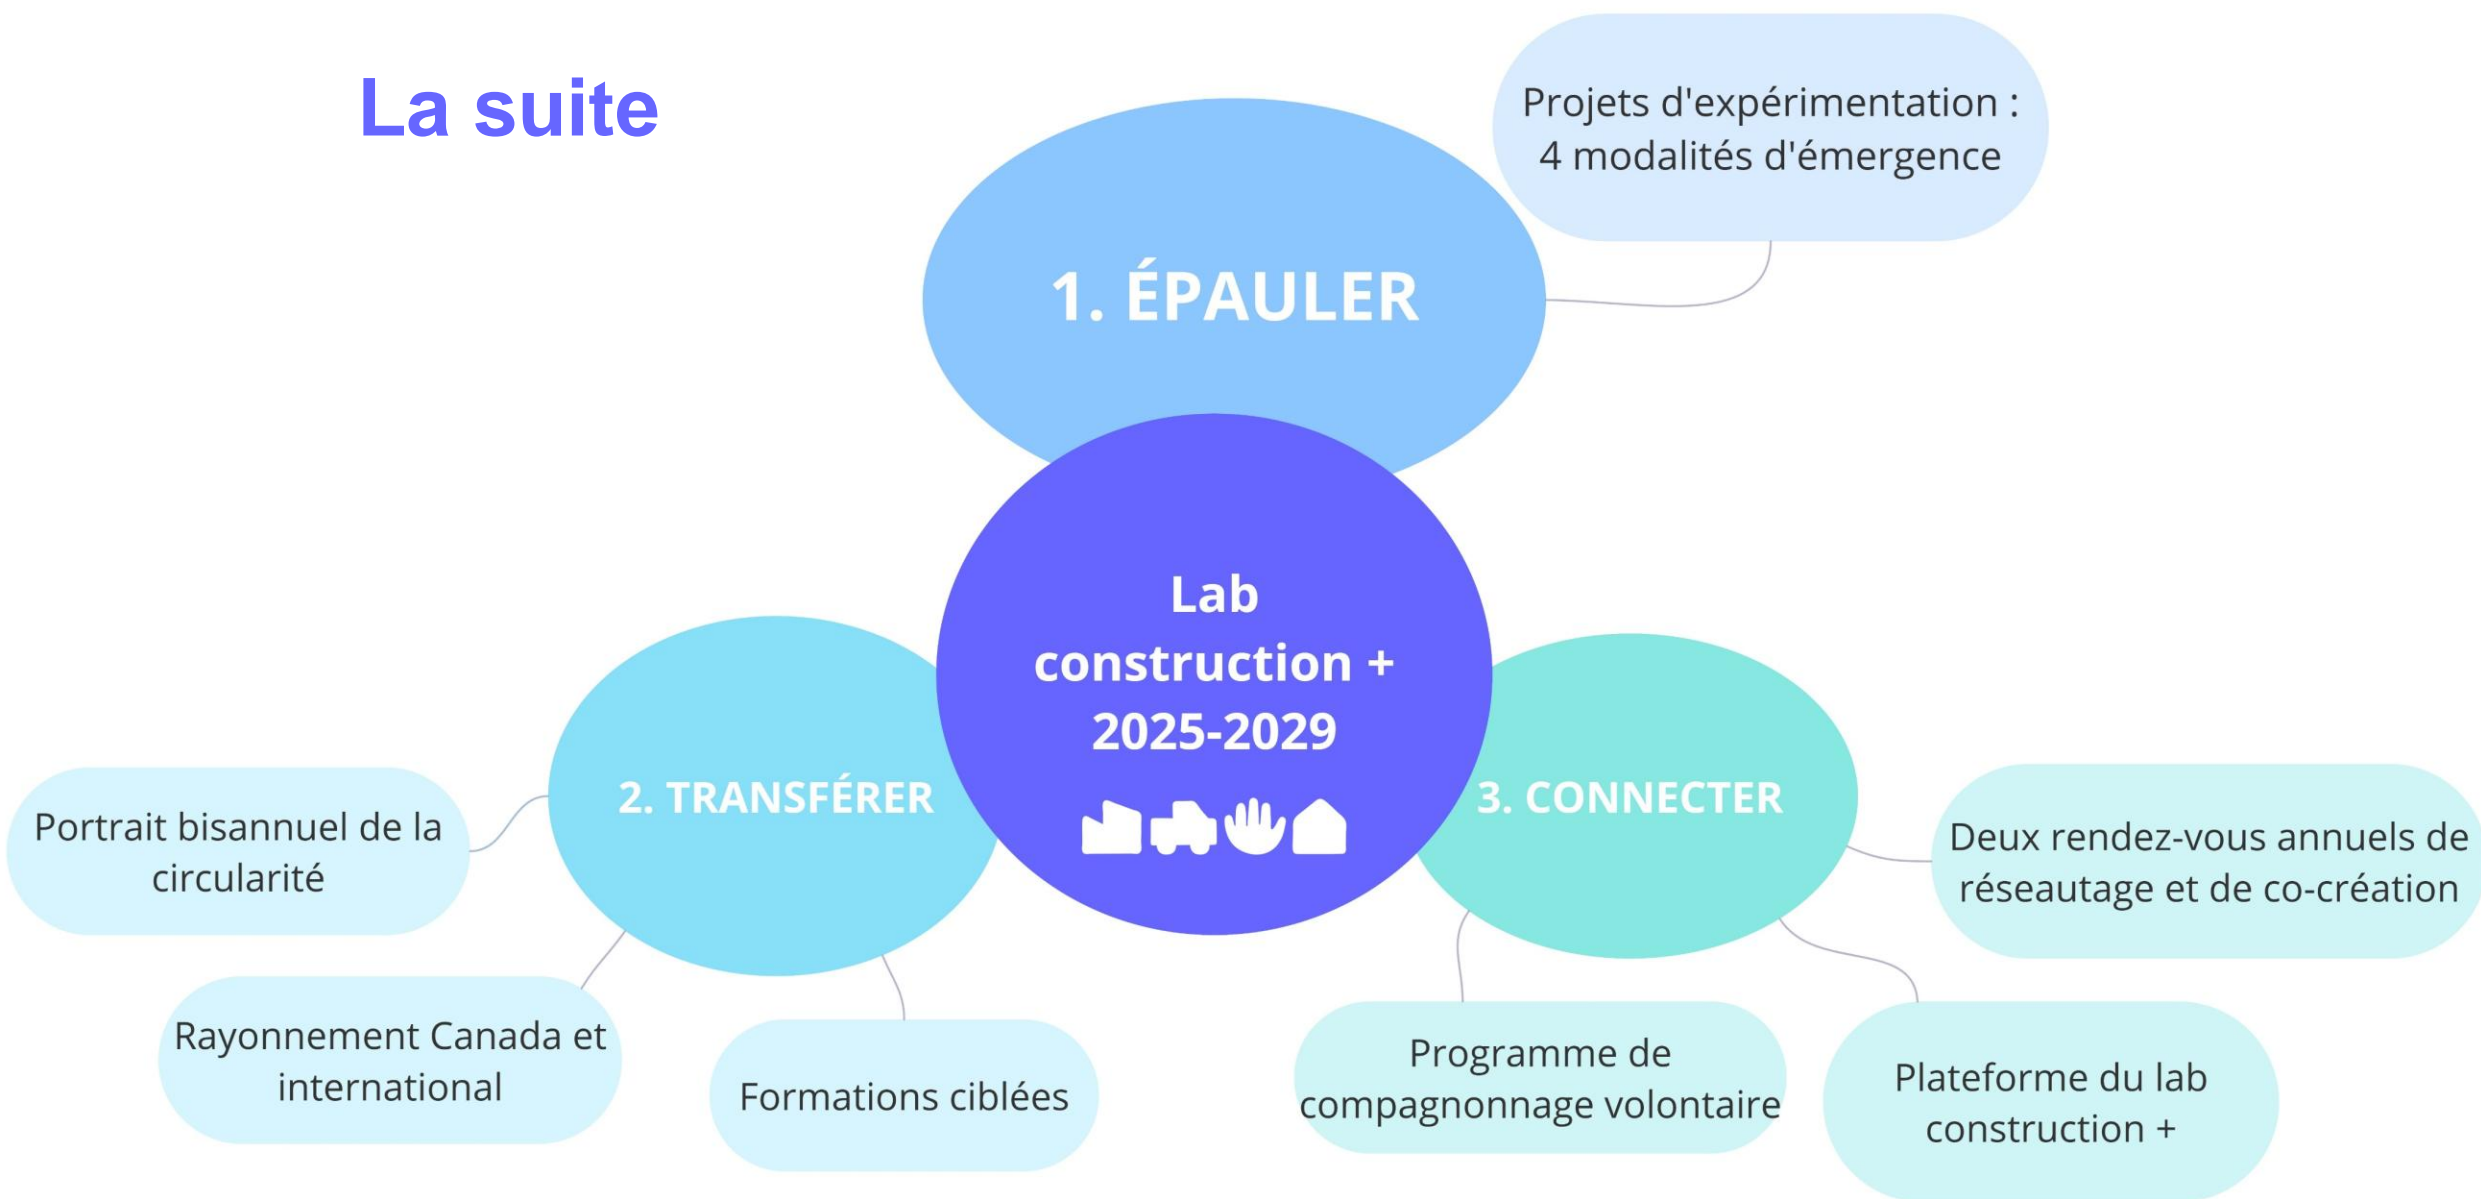 La suite
Projets d'expérimentation :
4 modalités d'émergence
1. ÉPAULER
Lab
construction +
2025-2029
2. TRANSFÉRER
3. CONNECTER
Portrait bisannuel de la
circularité
Rayonnement Canada et
international
Formations ciblées
Programme de
compagnonnage volontaire
Plateforme du lab
construction +
Deux rendez-vous annuels de
réseautage et de co-création